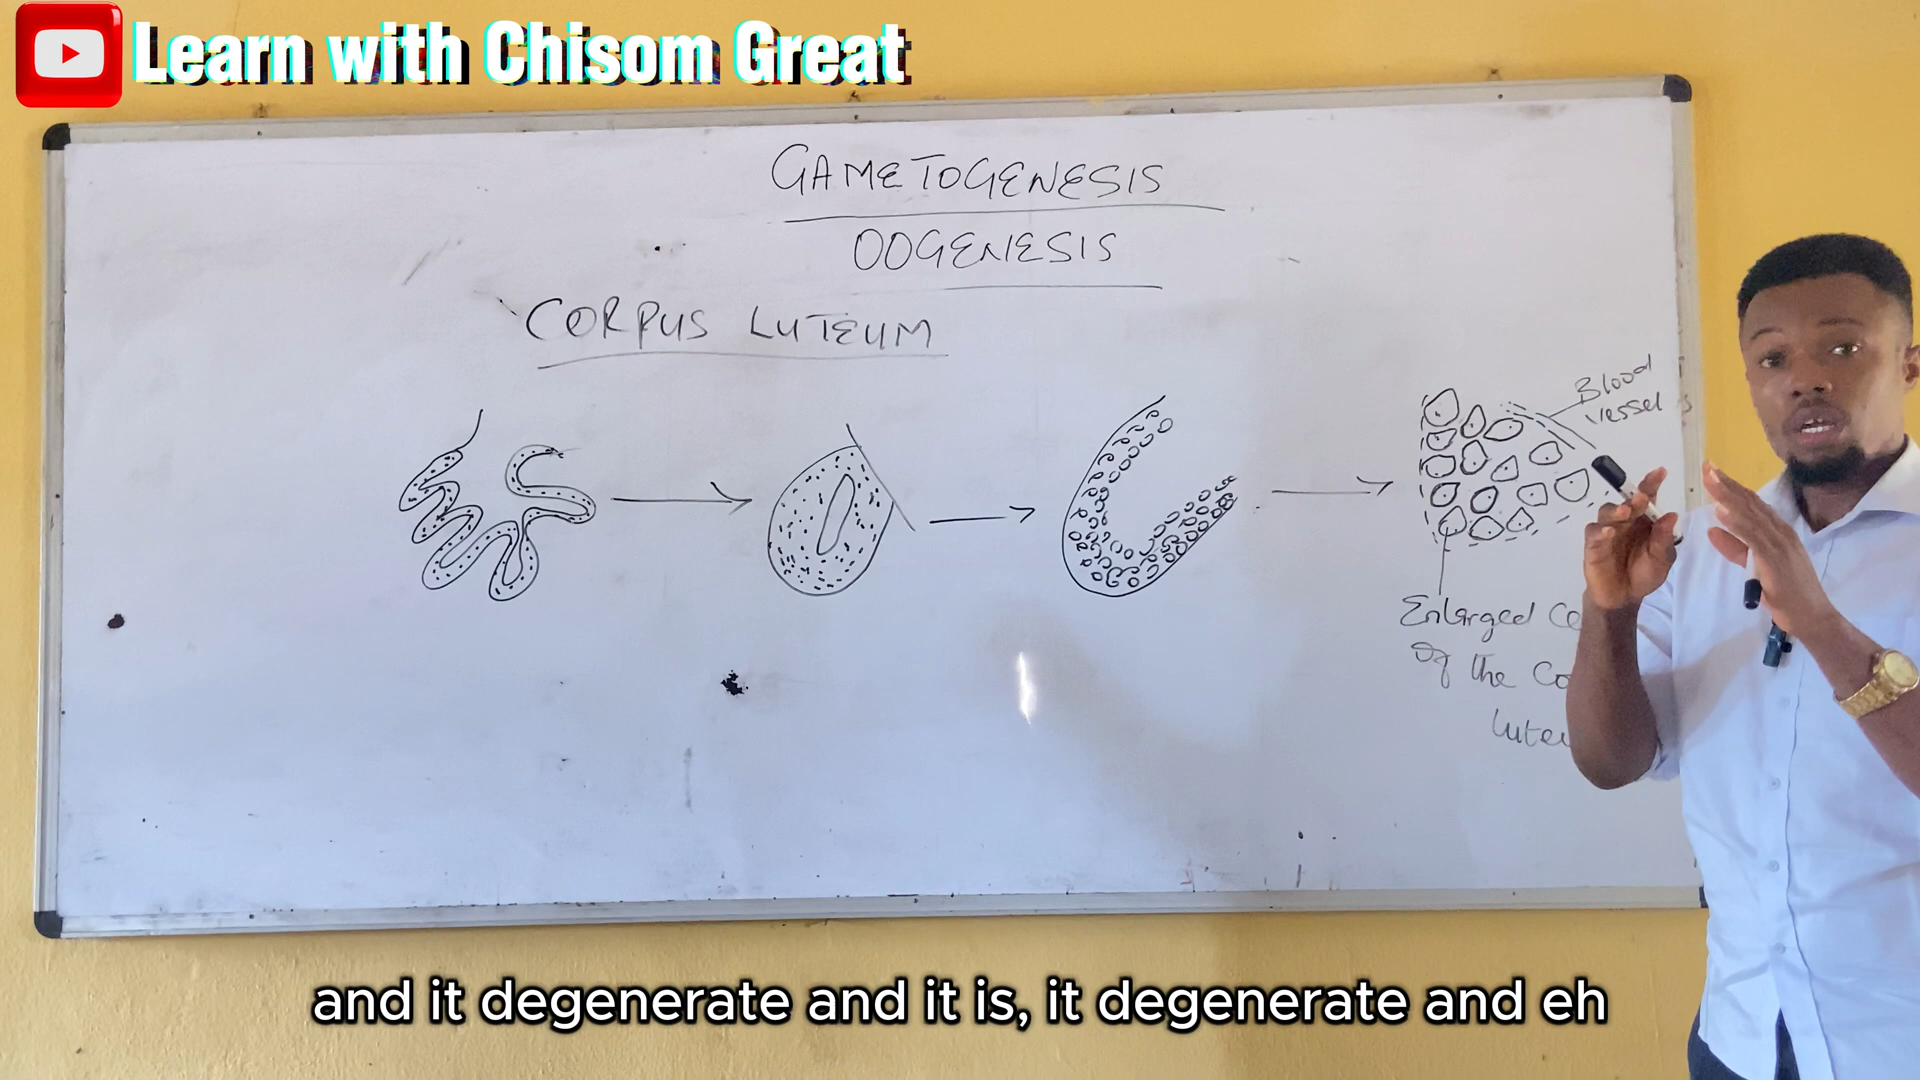 Learn with Chisom Great
GAMETOGENESIS
OOGENESIS
CORPUS LUTEUM
Blood
vessels
Enlarged
of the
and it degenerate and it is, it degenerate and eh